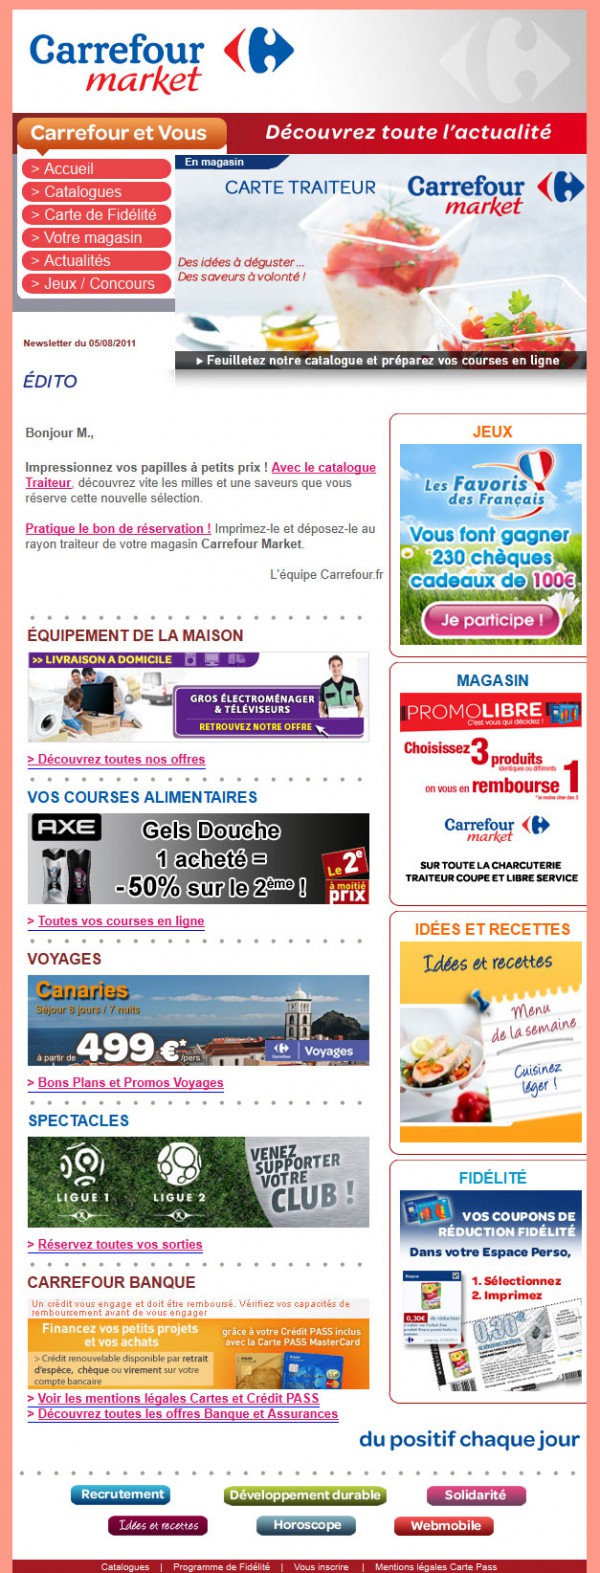 Carrefour
market
Carrefour et Vous
Découvrez toute l'actualité
> Accueil
> Catalogues
> Carte de Fidélité
> Votre magasin
> Actualités
> Jeux / Concours
En magasin
CARTE TRAITEUR
Carrefour
market
Des idées à déguster ...
Des saveurs à volonté !
Feuilletez notre catalogue et préparez vos courses en ligne
Newsletter du 05/08/2011
ÉDITO
Bonjour M.,
Impressionnez vos papilles à petits prix ! Avec le catalogue
Traiteur, découvrez vite les milles et une saveurs que vous
réserve cette nouvelle sélection.
Pratique le bon de réservation ! Imprimez-le et déposez-le au
rayon traiteur de votre magasin Carrefour Market.
L'équipe Carrefour.fr
ÉQUIPEMENT DE LA MAISON
>> LIVRAISON A DOMICILE
GROS ÉLECTROMÉNAGER
& TÉLÉVISEURS
RETROUVEZ NOTRE OFFRE
> Découvrez toutes nos offres
VOS COURSES ALIMENTAIRES
AXE
Gels Douche
1 acheté =
-50% sur le 2ème !
Le 2e
à moitié
prix
> Toutes vos courses en ligne
VOYAGES
Canaries
Séjour 8 jours / 7 nuits
à partir de 499€*/pers.
Carrefour Voyages
> Bons Plans et Promos Voyages
SPECTACLES
LIGUE 1
LIGUE 2
VENEZ
SUPPORTER
VOTRE
CLUB !
> Réservez toutes vos sorties
CARREFOUR BANQUE
Un crédit vous engage et doit être remboursé. Vérifiez vos capacités de
remboursement avant de vous engager
Financez vos petits projets
et vos achats
> Crédit renouvelable disponible par retrait
d'espèce, chèque ou virement sur votre
compte bancaire
grâce à votre Crédit PASS inclus
avec la Carte PASS MasterCard
> Voir les mentions légales Cartes et Crédit PASS
> Découvrez toutes les offres Banque et Assurances
JEUX
Les Favoris
des Français
Vous font gagner
230 chèques
cadeaux de 100€
Je participe !
MAGASIN
PROMOLIBRE
C'est vous qui décidez !
Choisissez 3 produits
identiques ou différents
on vous en rembourse 1
*le moins cher des 3
Carrefour
market
SUR TOUTE LA CHARCUTERIE
TRAITEUR COUPE ET LIBRE SERVICE
IDÉES ET RECETTES
Idées et recettes
Menu
de la semaine
Cuisinez
léger !
FIDÉLITÉ
VOS COUPONS DE
RÉDUCTION FIDÉLITÉ
Dans votre Espace Perso,
1. Sélectionnez
2. Imprimez
0,30€
de réduction
0,30€
du positif chaque jour
Recrutement
Développement durable
Solidarité
Idées et recettes
Horoscope
Webmobile
Catalogues | Programme de Fidélité | Vous inscrire | Mentions légales Carte Pass